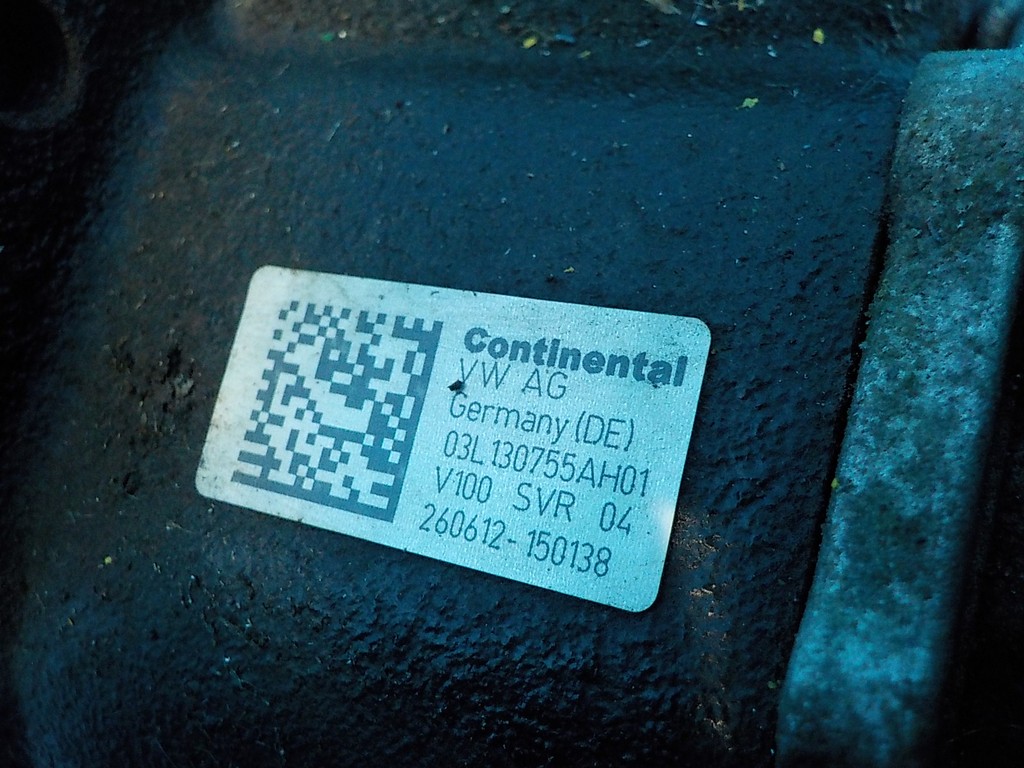 Continental
VW AG
Germany (DE)
03L130755AH01
V100 SVR 04
260612-150138